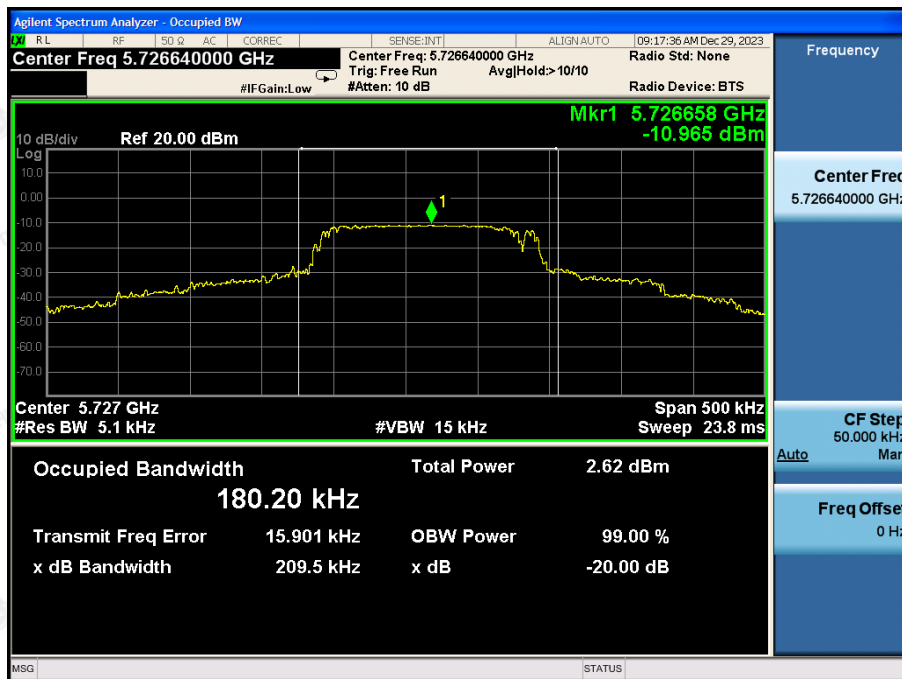 Agilent Spectrum Analyzer - Occupied BW
LXI RL RF 50 Ω AC CORREC SENSE:INT ALIGN AUTO 09:17:36 AM Dec 29, 2023
Center Freq 5.726640000 GHz
Center Freq: 5.726640000 GHz Radio Std: None
Trig: Free Run Avg|Hold:>10/10
#IFGain:Low #Atten: 10 dB Radio Device: BTS
Mkr1 5.726658 GHz
-10.965 dBm
10 dB/div Ref 20.00 dBm
Log
10.0
0.00
-10.0
-20.0
-30.0
-40.0
-50.0
-60.0
-70.0
1
Center 5.727 GHz Span 500 kHz
#Res BW 5.1 kHz #VBW 15 kHz Sweep 23.8 ms
Occupied Bandwidth Total Power 2.62 dBm
180.20 kHz
Transmit Freq Error 15.901 kHz OBW Power 99.00 %
x dB Bandwidth 209.5 kHz x dB -20.00 dB
MSG STATUS
Frequency
Center Freq
5.726640000 GHz
CF Step
50.000 kHz
Auto Man
Freq Offset
0 Hz